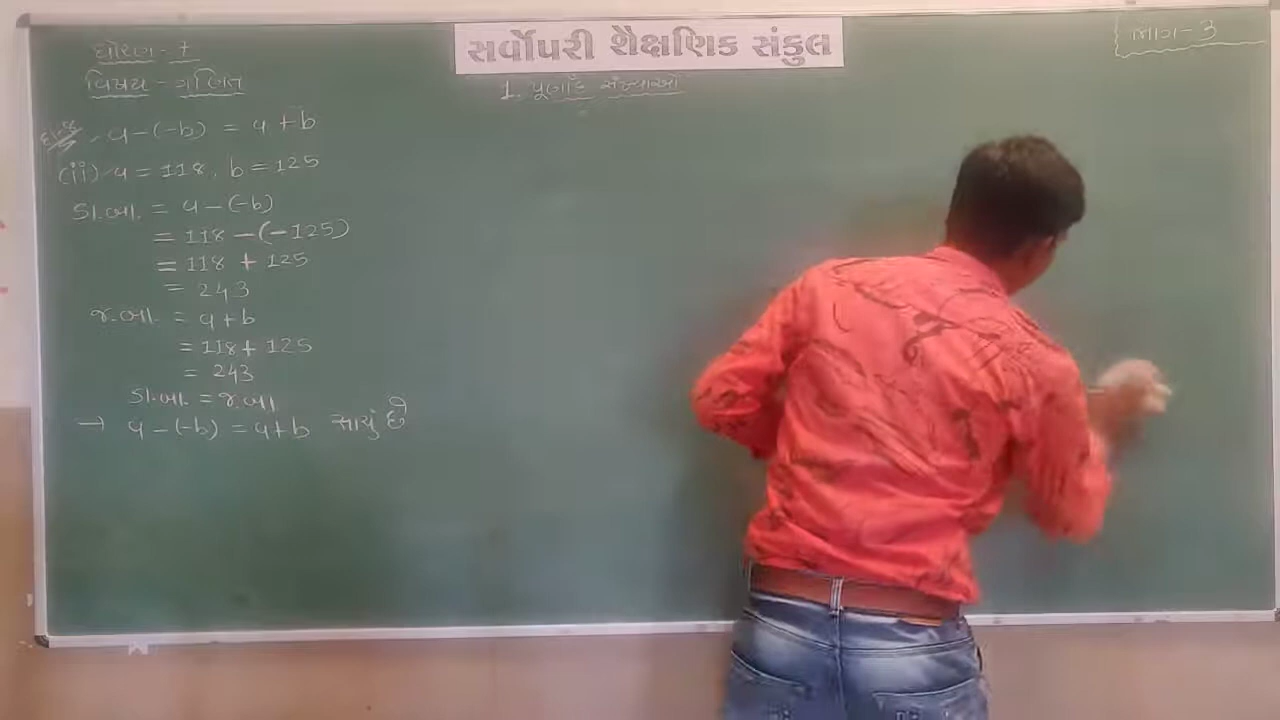 સર્વોપરી શૈક્ષણિક સંકુલ
ધોરણ - 7
વિષય - ગણિત
1. પૂર્ણાંક સંખ્યાઓ
ભાગ - 3
a - (-b) = a + b
(ii) a = 118, b = 125
ડા.બા. = a - (-b)
= 118 - (-125)
= 118 + 125
= 243
જ.બા. = a + b
= 118 + 125
= 243
ડા.બા. = જ.બા.
→ a - (-b) = a + b સાચું છે